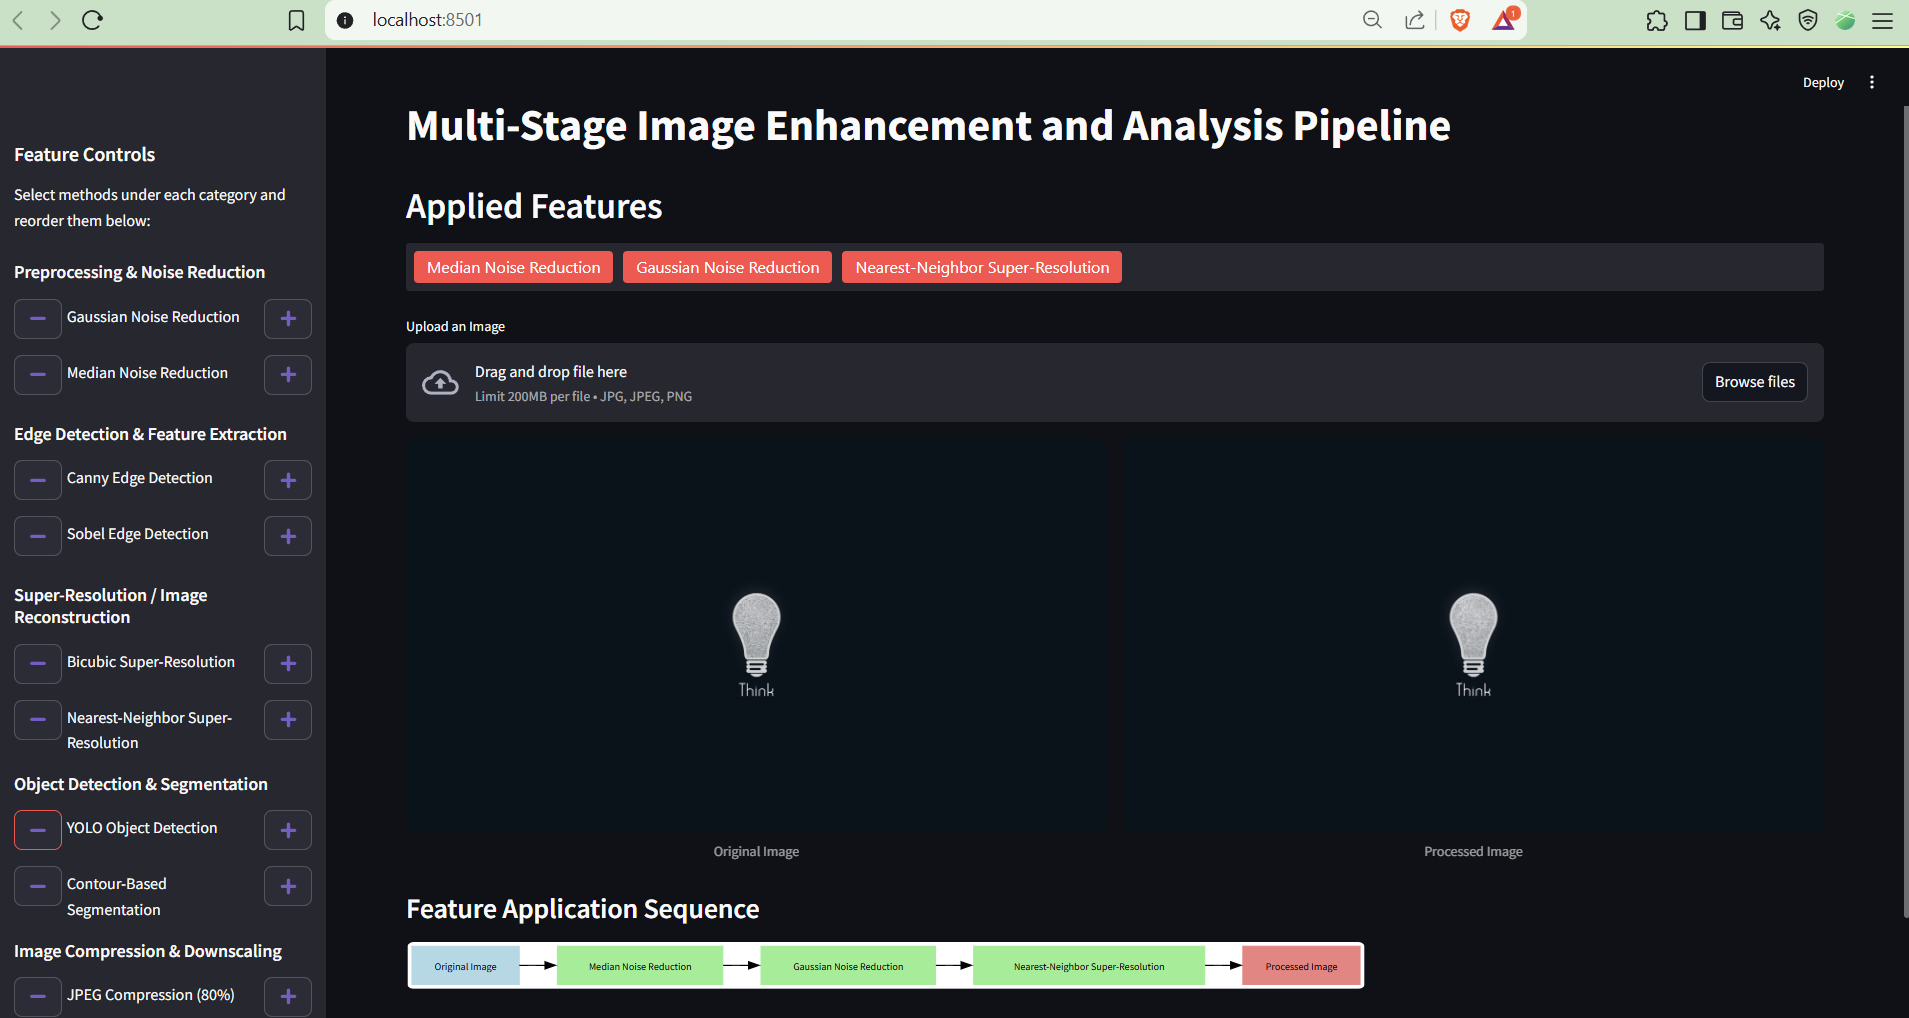 localhost:8501
1
Deploy
Feature Controls
Select methods under each category and
reorder them below:
Preprocessing & Noise Reduction
Gaussian Noise Reduction
Median Noise Reduction
Edge Detection & Feature Extraction
Canny Edge Detection
Sobel Edge Detection
Super-Resolution / Image
Reconstruction
Bicubic Super-Resolution
Nearest-Neighbor Super-
Resolution
Object Detection & Segmentation
YOLO Object Detection
Contour-Based
Segmentation
Image Compression & Downscaling
JPEG Compression (80%)
Multi-Stage Image Enhancement and Analysis Pipeline
Applied Features
Median Noise Reduction Gaussian Noise Reduction Nearest-Neighbor Super-Resolution
Upload an Image
Drag and drop file here
Limit 200MB per file • JPG, JPEG, PNG
Browse files
Think Think
Original Image Processed Image
Feature Application Sequence
Original Image Median Noise Reduction Gaussian Noise Reduction Nearest-Neighbor Super-Resolution Processed Image